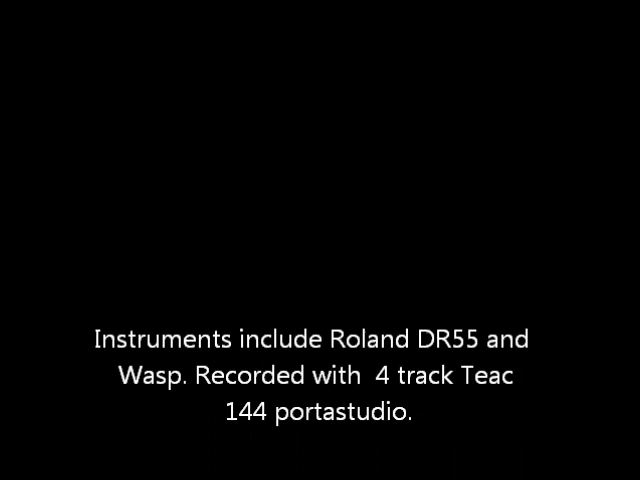 Instruments include Roland DR55 and
Wasp. Recorded with  4 track Teac
144 portastudio.